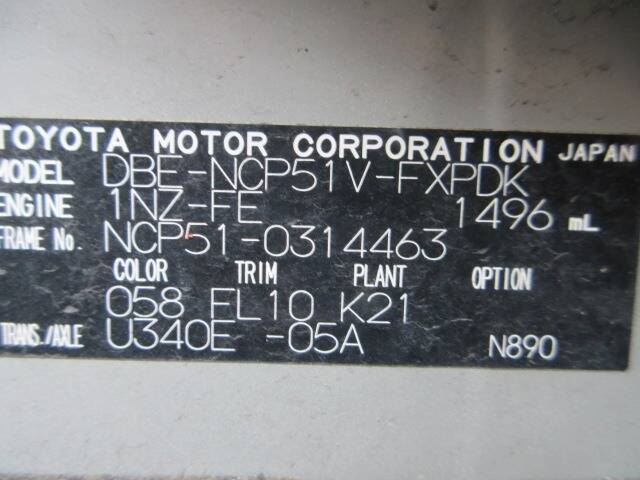 TOYOTA MOTOR CORPORATION JAPAN
MODEL DBE-NCP51V-FXPDK
ENGINE 1NZ-FE 1496 mL
FRAME No. NCP51-0314463
COLOR TRIM PLANT OPTION
058 FL10 K21
TRANS./AXLE U340E -05A N890